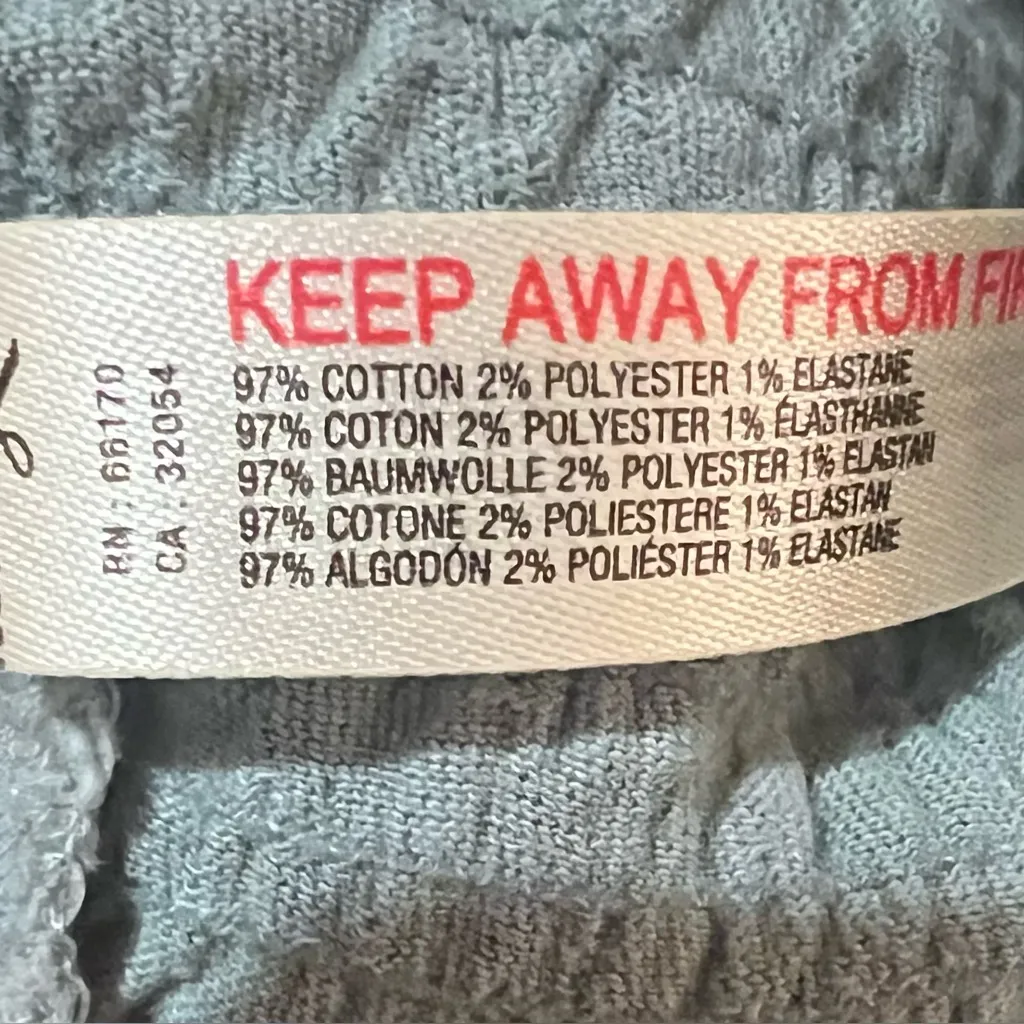 KEEP AWAY FROM
97% COTTON 2% POLYESTER 1% ELASTANE
97% COTON 2% POLYESTER 1% ÉLASTHANNE
97% BAUMWOLLE 2% POLYESTER 1% ELASTAN
97% COTONE 2% POLIESTERE 1% ELASTAN
97% ALGODÓN 2% POLIÉSTER 1% ELASTANE
RN : 66170
CA : 32054